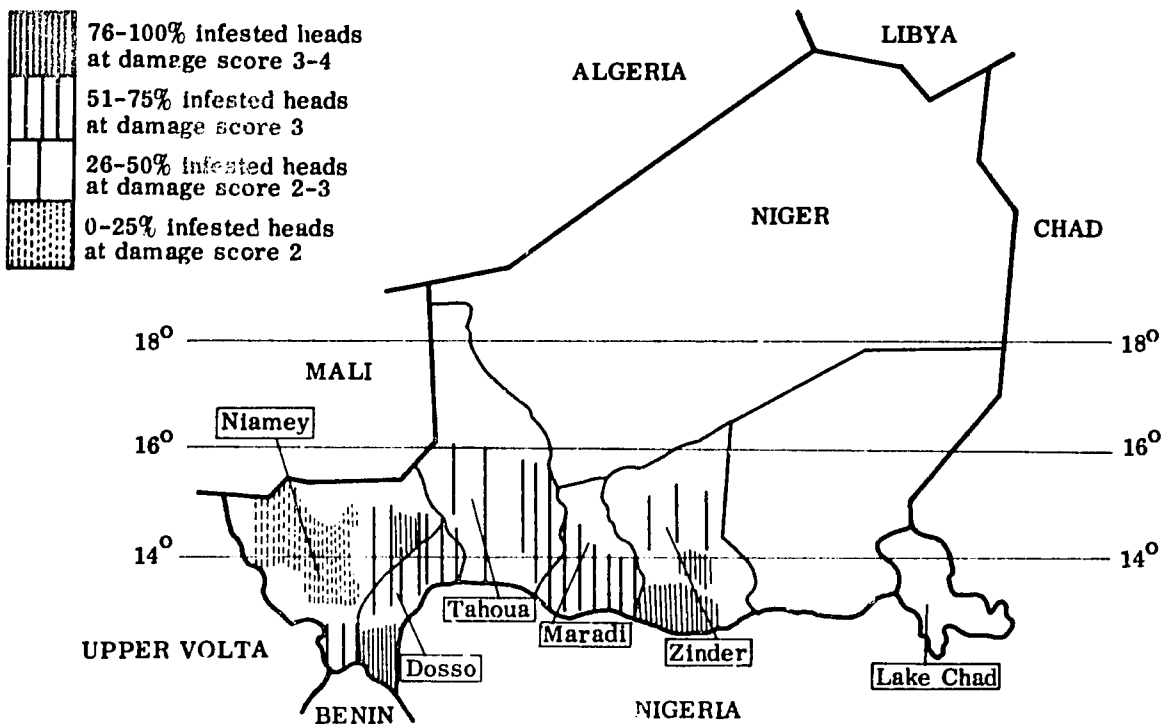 76-100% infested heads
at damage score 3-4
51-75% infested heads
at damage score 3
26-50% infested heads
at damage score 2-3
0-25% infested heads
at damage score 2
LIBYA
ALGERIA
NIGER
CHAD
18° 18°
MALI
Niamey
16° 16°
14° 14°
Tahoua
Maradi
Zinder
UPPER VOLTA
Dosso
Lake Chad
BENIN
NIGERIA